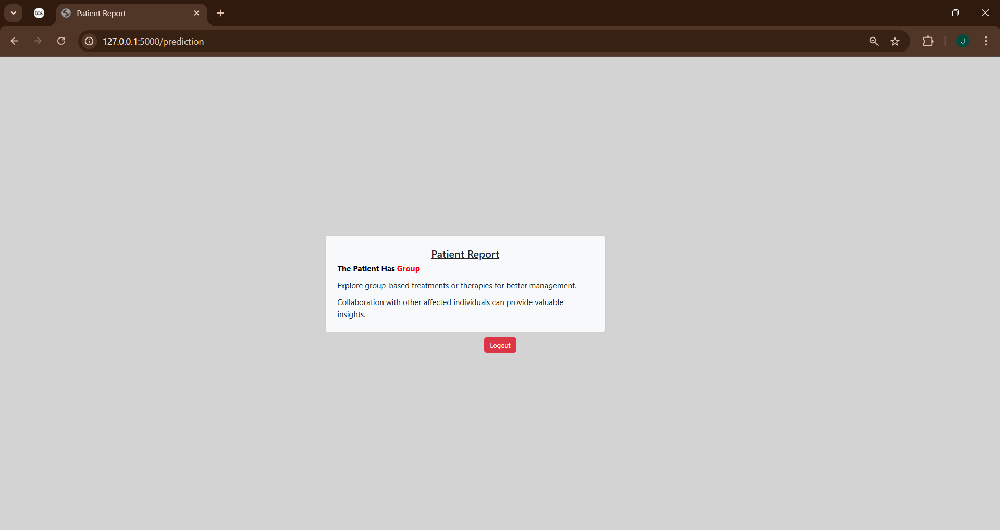 tcs
Patient Report
127.0.0.1:5000/prediction
J
Patient Report
The Patient Has Group
Explore group-based treatments or therapies for better management.
Collaboration with other affected individuals can provide valuable
insights.
Logout